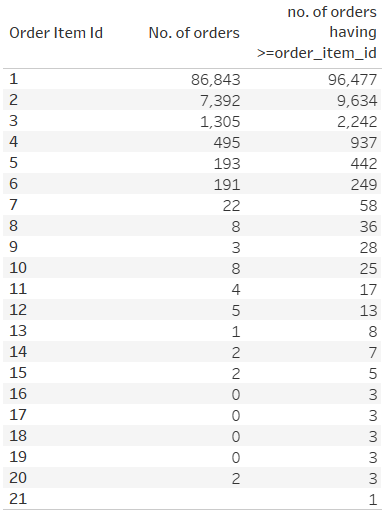 no. of orders
Order Item Id No. of orders having
>=order_item_id
1 86,843 96,477
2 7,392 9,634
3 1,305 2,242
4 495 937
5 193 442
6 191 249
7 22 58
8 8 36
9 3 28
10 8 25
11 4 17
12 5 13
13 1 8
14 2 7
15 2 5
16 0 3
17 0 3
18 0 3
19 0 3
20 2 3
21 1